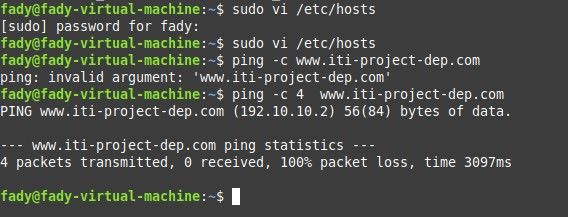 fady@fady-virtual-machine:~$ sudo vi /etc/hosts
[sudo] password for fady:
fady@fady-virtual-machine:~$ sudo vi /etc/hosts
fady@fady-virtual-machine:~$ ping -c www.iti-project-dep.com
ping: invalid argument: 'www.iti-project-dep.com'
fady@fady-virtual-machine:~$ ping -c 4  www.iti-project-dep.com
PING www.iti-project-dep.com (192.10.10.2) 56(84) bytes of data.

--- www.iti-project-dep.com ping statistics ---
4 packets transmitted, 0 received, 100% packet loss, time 3097ms

fady@fady-virtual-machine:~$